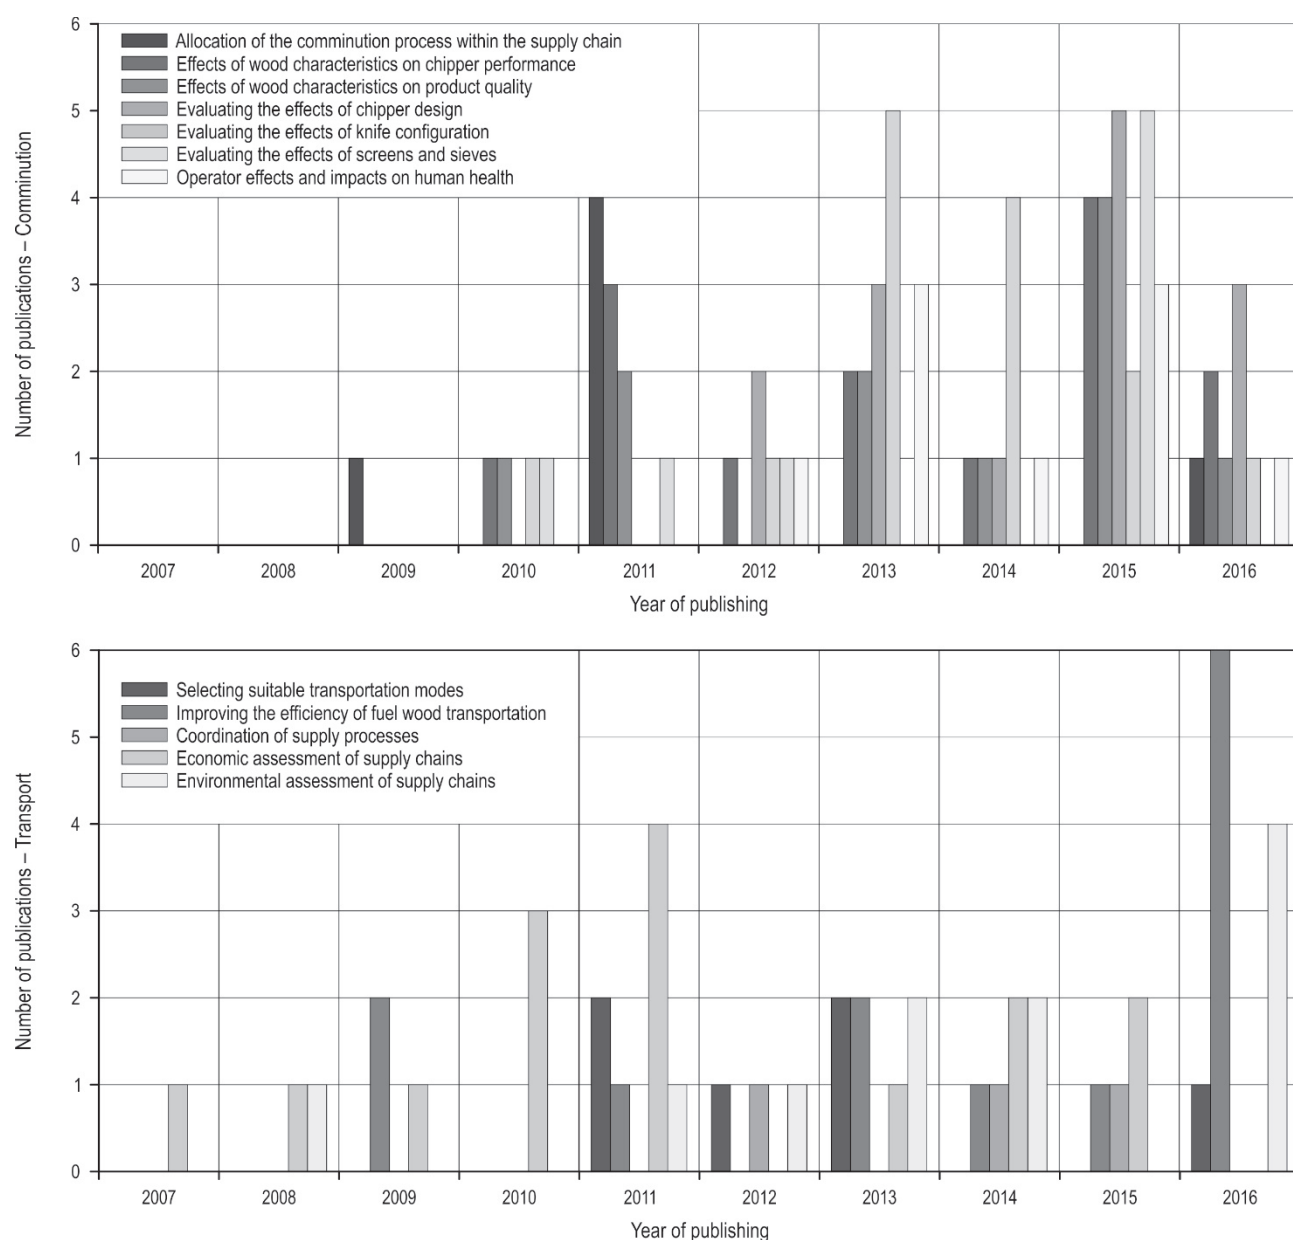 6
Allocation of the comminution process within the supply chain
Effects of wood characteristics on chipper performance
Effects of wood characteristics on product quality
5
Evaluating the effects of chipper design
Evaluating the effects of knife configuration
Evaluating the effects of screens and sieves
Operator effects and impacts on human health
4
3
2
1
0
Number of publications – Comminution
2007 2008 2009 2010 2011 2012 2013 2014 2015 2016
Year of publishing
6
Selecting suitable transportation modes
Improving the efficiency of fuel wood transportation
5
Coordination of supply processes
Economic assessment of supply chains
Environmental assessment of supply chains
4
3
2
1
0
Number of publications – Transport
2007 2008 2009 2010 2011 2012 2013 2014 2015 2016
Year of publishing